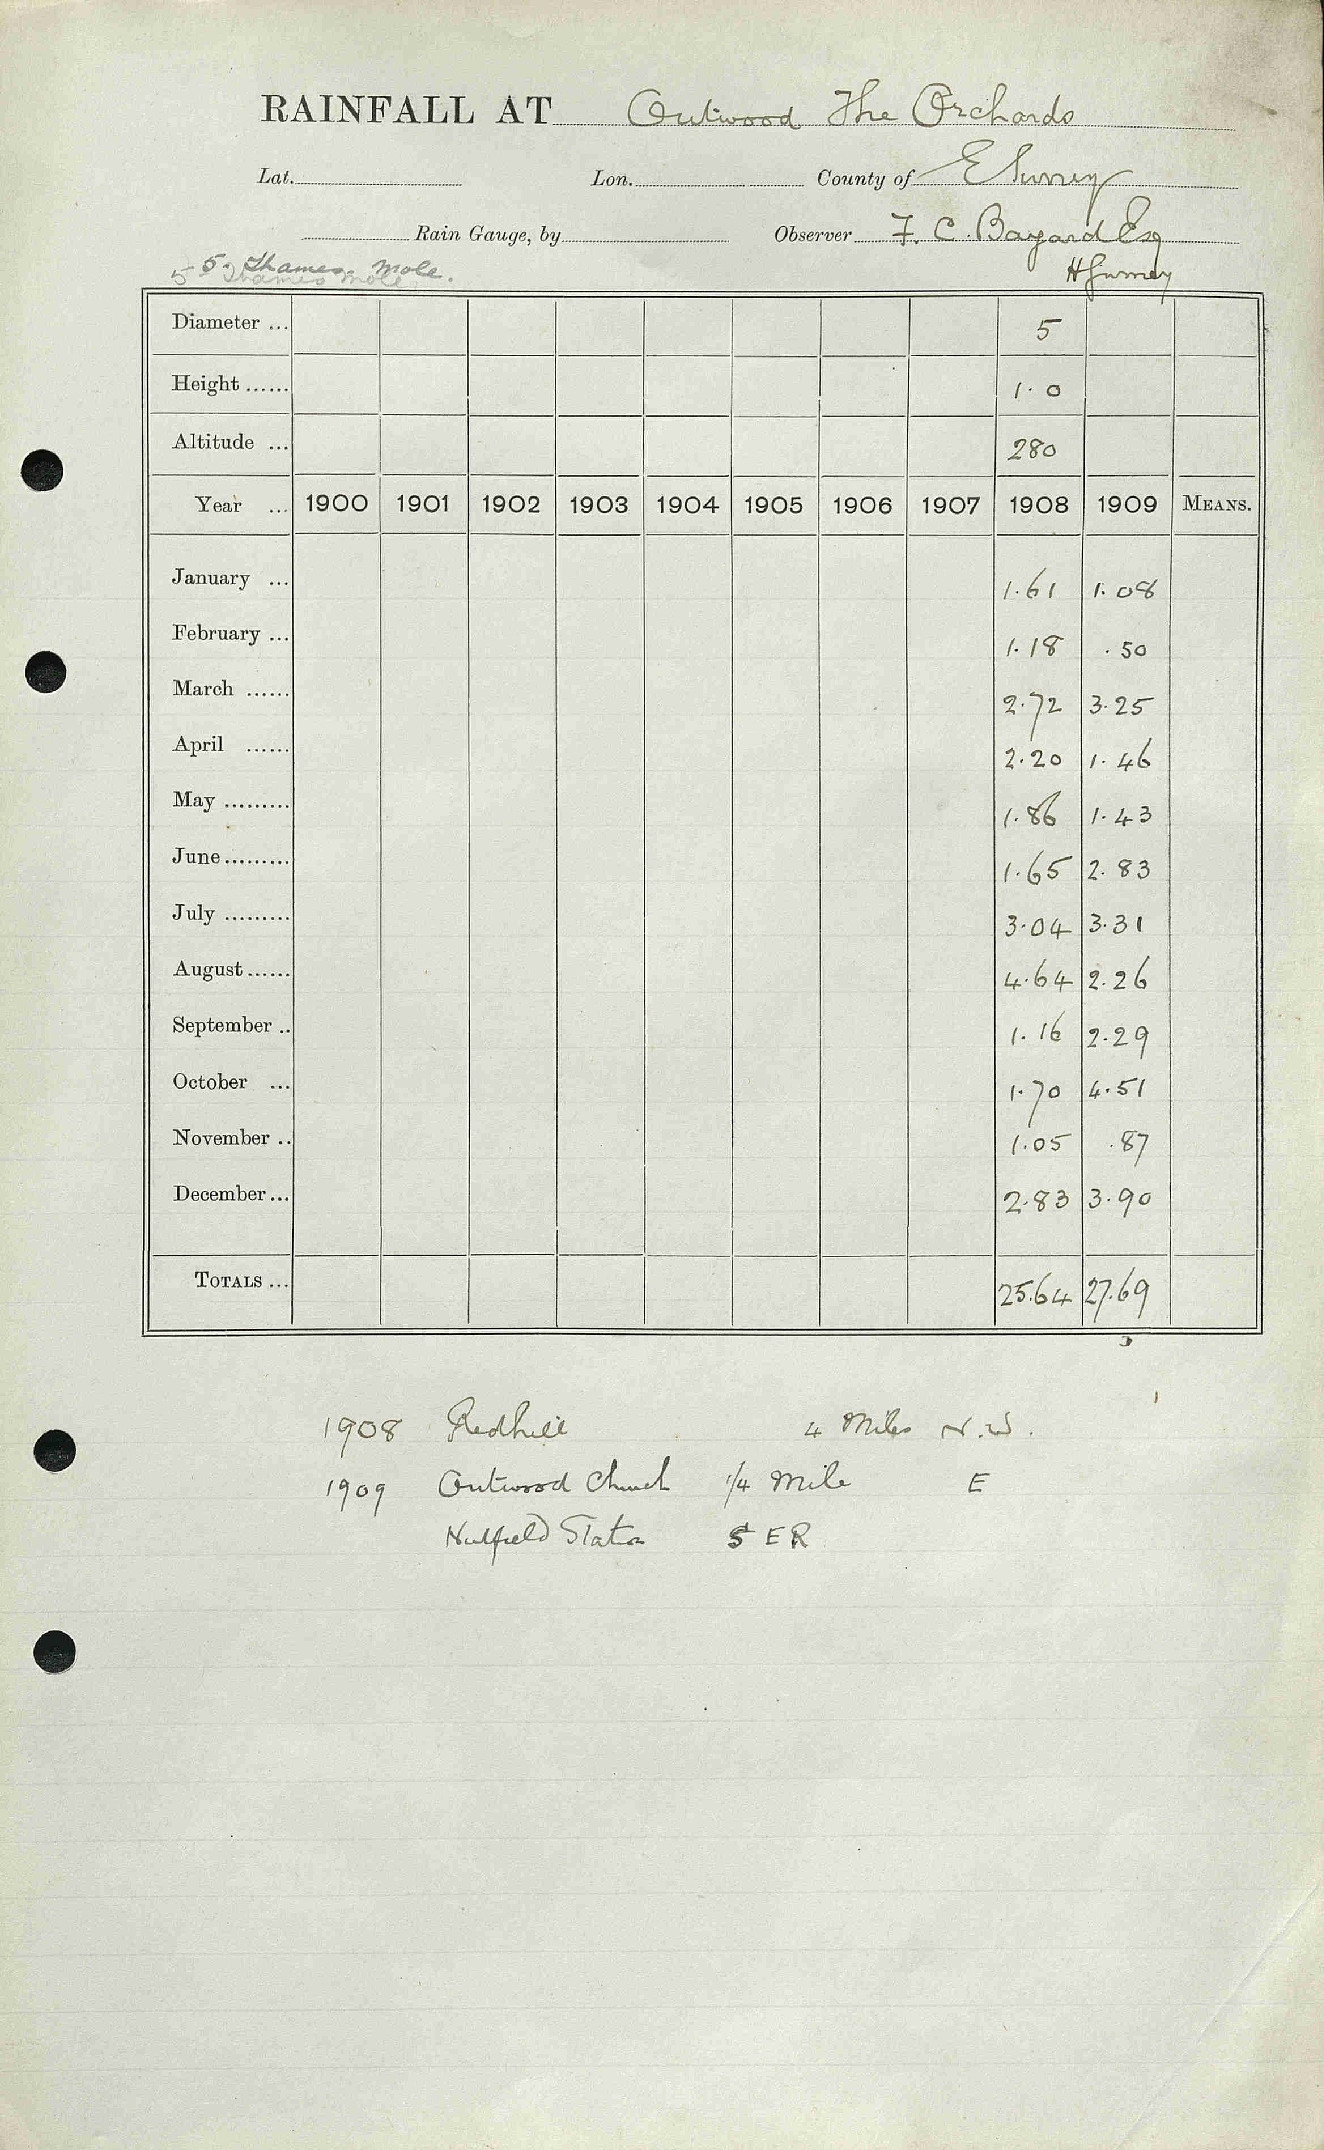 RAINFALL AT Outwood The Orchards
Lat. Lon. County of E Surrey
Rain Gauge, by Observer F. C. Bayard Esq
5 Thames Mole.
5 Thames Mole
Diameter ... 5
Height ...... 1.0
Altitude ... 280
Year ... 1900 1901 1902 1903 1904 1905 1906 1907 1908 1909 MEANS.
January ... 1.61 1.08
February ... 1.18 .50
March ...... 2.72 3.25
April ...... 2.20 1.46
May ......... 1.86 1.43
June ......... 1.65 2.83
July ......... 3.04 3.31
August ...... 4.64 2.26
September .. 1.16 2.29
October ... 1.70 4.51
November .. 1.05 .87
December ... 2.83 3.90
TOTALS ... 25.64 27.69
3
1908 Redhill 4 Miles N.W.
1909 Outwood Church 1/4 Mile E
Nutfield Station S E R